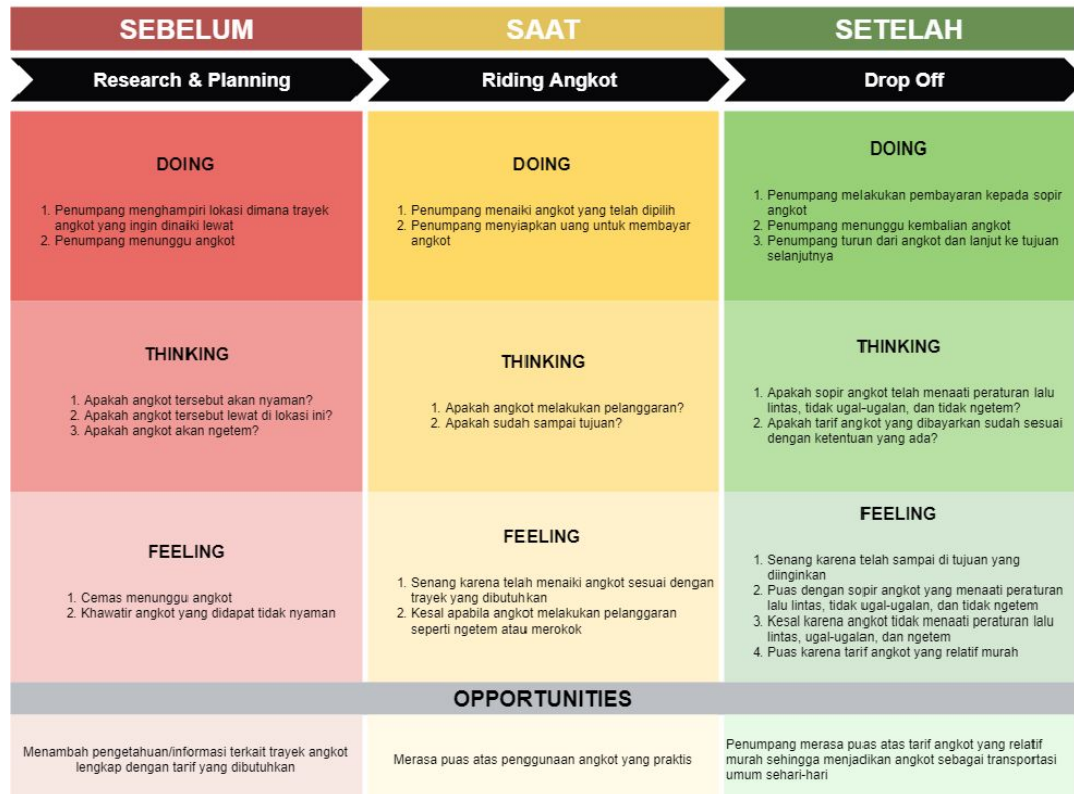 SEBELUM
SAAT
SETELAH
Research & Planning
Riding Angkot
Drop Off
DOING
1. Penumpang menghampiri lokasi dimana trayek
angkot yang ingin dinaiki lewat
2. Penumpang menunggu angkot
DOING
1. Penumpang menaiki angkot yang telah dipilih
2. Penumpang menyiapkan uang untuk membayar
angkot
DOING
1. Penumpang melakukan pembayaran kepada sopir
angkot
2. Penumpang menunggu kembalian angkot
3. Penumpang turun dari angkot dan lanjut ke tujuan
selanjutnya
THINKING
1. Apakah angkot tersebut akan nyaman?
2. Apakah angkot tersebut lewat di lokasi ini?
3. Apakah angkot akan ngetem?
THINKING
1. Apakah angkot melakukan pelanggaran?
2. Apakah sudah sampai tujuan?
THINKING
1. Apakah sopir angkot telah menaati peraturan lalu
lintas, tidak ugal-ugalan, dan tidak ngetem?
2. Apakah tarif angkot yang dibayarkan sudah sesuai
dengan ketentuan yang ada?
FEELING
1. Cemas menunggu angkot
2. Khawatir angkot yang didapat tidak nyaman
FEELING
1. Senang karena telah menaiki angkot sesuai dengan
trayek yang dibutuhkan
2. Kesal apabila angkot melakukan pelanggaran
seperti ngetem atau merokok
FEELING
1. Senang karena telah sampai di tujuan yang
diinginkan
2. Puas dengan sopir angkot yang menaati peraturan
lalu lintas, tidak ugal-ugalan, dan tidak ngetem
3. Kesal karena angkot tidak menaati peraturan lalu
lintas, ugal-ugalan, dan ngetem
4. Puas karena tarif angkot yang relatif murah
OPPORTUNITIES
Menambah pengetahuan/informasi terkait trayek angkot
lengkap dengan tarif yang dibutuhkan
Merasa puas atas penggunaan angkot yang praktis
Penumpang merasa puas atas tarif angkot yang relatif
murah sehingga menjadikan angkot sebagai transportasi
umum sehari-hari